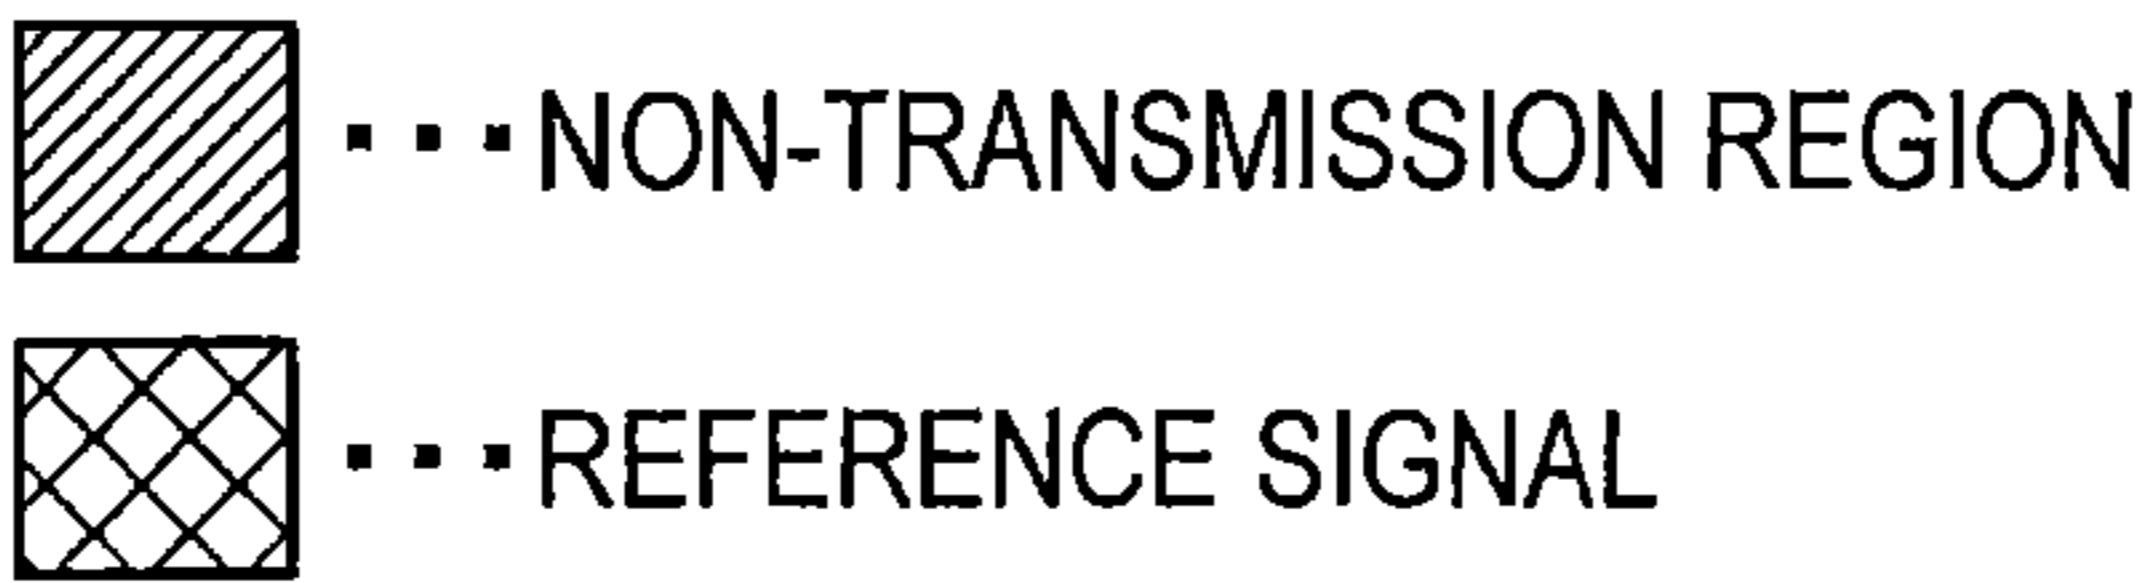 ···NON-TRANSMISSION REGION
···REFERENCE SIGNAL